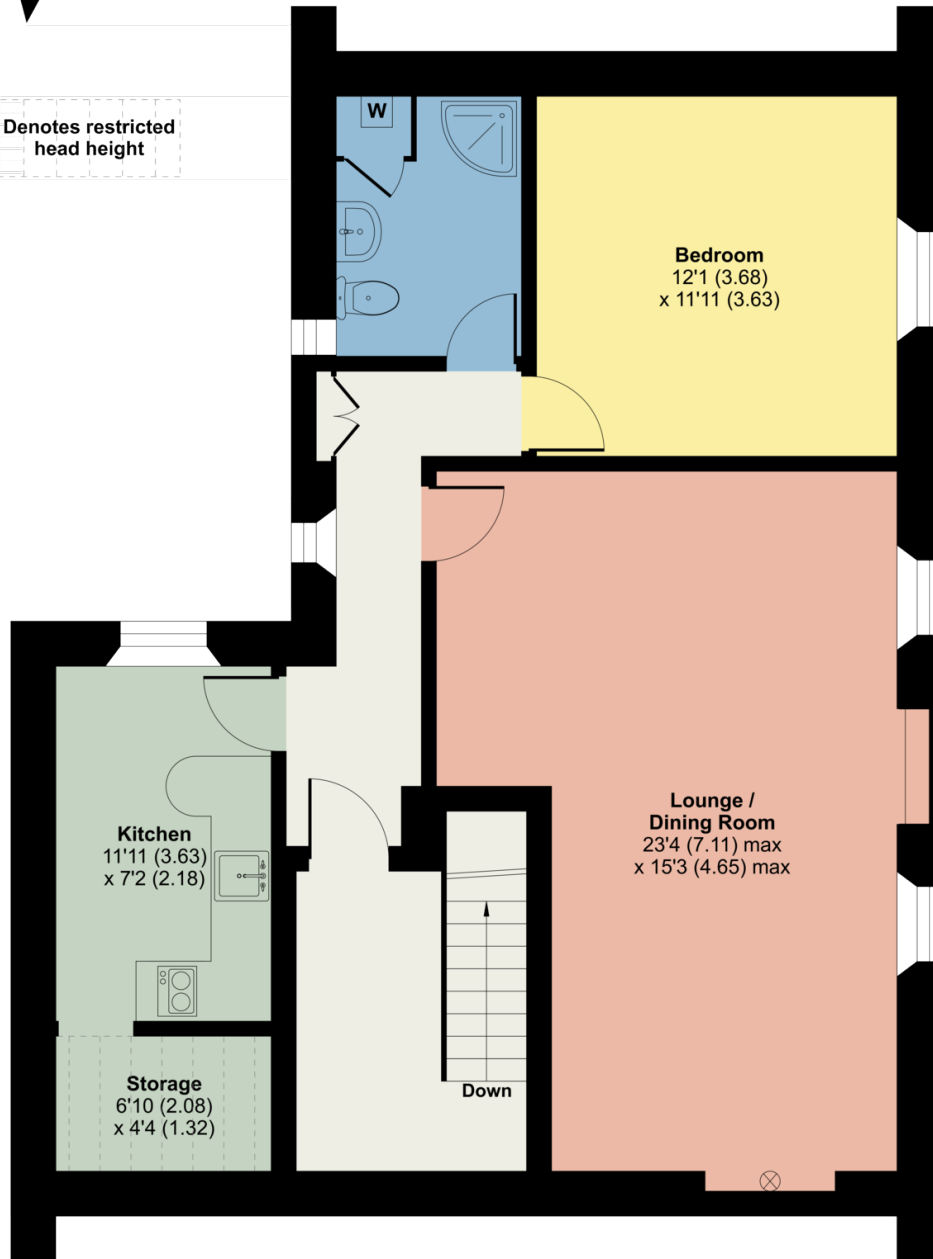 Denotes restricted
head height
W
Bedroom
12'1 (3.68)
x 11'11 (3.63)
Lounge /
Dining Room
23'4 (7.11) max
x 15'3 (4.65) max
Kitchen
11'11 (3.63)
x 7'2 (2.18)
Storage
6'10 (2.08)
x 4'4 (1.32)
Down